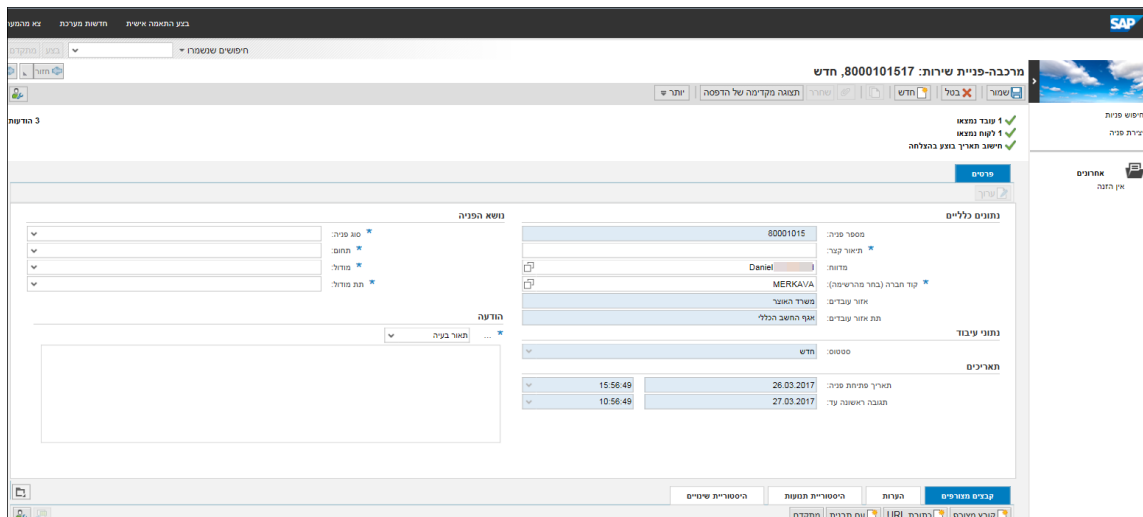 SAP
בצע התאמה אישית חדשות מערכת צא מהמער
חיפושים שנשמרו
בצע מתקדם
מרכבה-פניית שירות: 8000101517, חדש
חזור
שמור בטל חדש שחרר תצוגה מקדימה של הדפסה יותר
חיפוש פניות
יצירת פניה
אחרונים
אין הזנה
1 עובד נמצאו
3 הודעות
1 לקוח נמצאו
חישוב תאריך בוצע בהצלחה
פרטים
ערוך
נתונים כלליים
מספר פניה: 80001015
* תיאור קצר:
מדווח: Daniel
* קוד חברה (בחר מהרשימה): MERKAVA
אזור עובדים: משרד האוצר
תת אזור עובדים: אגף החשב הכללי
נתוני עיבוד
סטטוס: חדש
תאריכים
תאריך פתיחת פניה: 26.03.2017 15:56:49
תגובה ראשונה עד: 27.03.2017 10:56:49
נושא הפניה
* סוג פניה:
* תחום:
* מודול:
* תת מודול:
הודעה
* ... תאור בעיה
קבצים מצורפים הערות היסטוריית תנועות היסטוריית שינויים
קובץ מצורף כתובת URL עם תבנית מתקדם